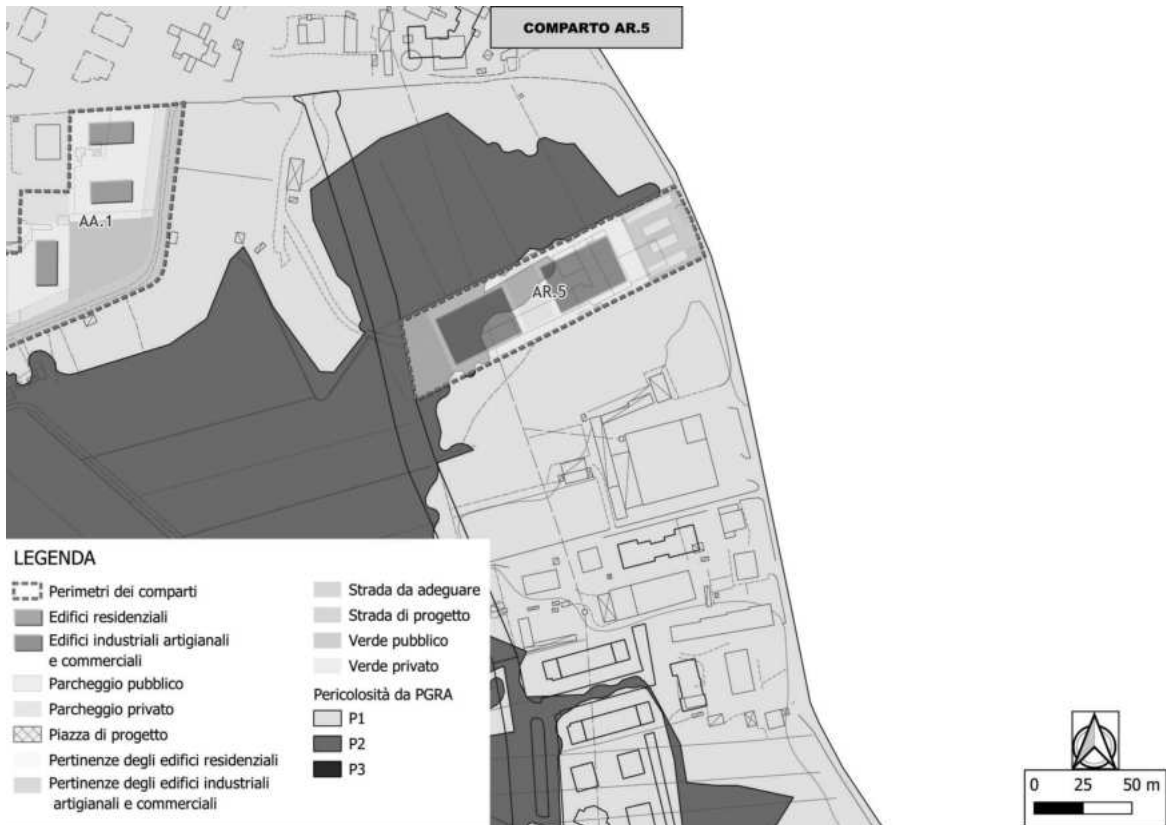 COMPARTO AR.5
AA.1
AR.5
LEGENDA
Perimetri dei comparti
Edifici residenziali
Edifici industriali artigianali
e commerciali
Parcheggio pubblico
Parcheggio privato
Piazza di progetto
Pertinenze degli edifici residenziali
Pertinenze degli edifici industriali
artigianali e commerciali
Strada da adeguare
Strada di progetto
Verde pubblico
Verde privato
Pericolosità da PGRA
P1
P2
P3
0 25 50 m